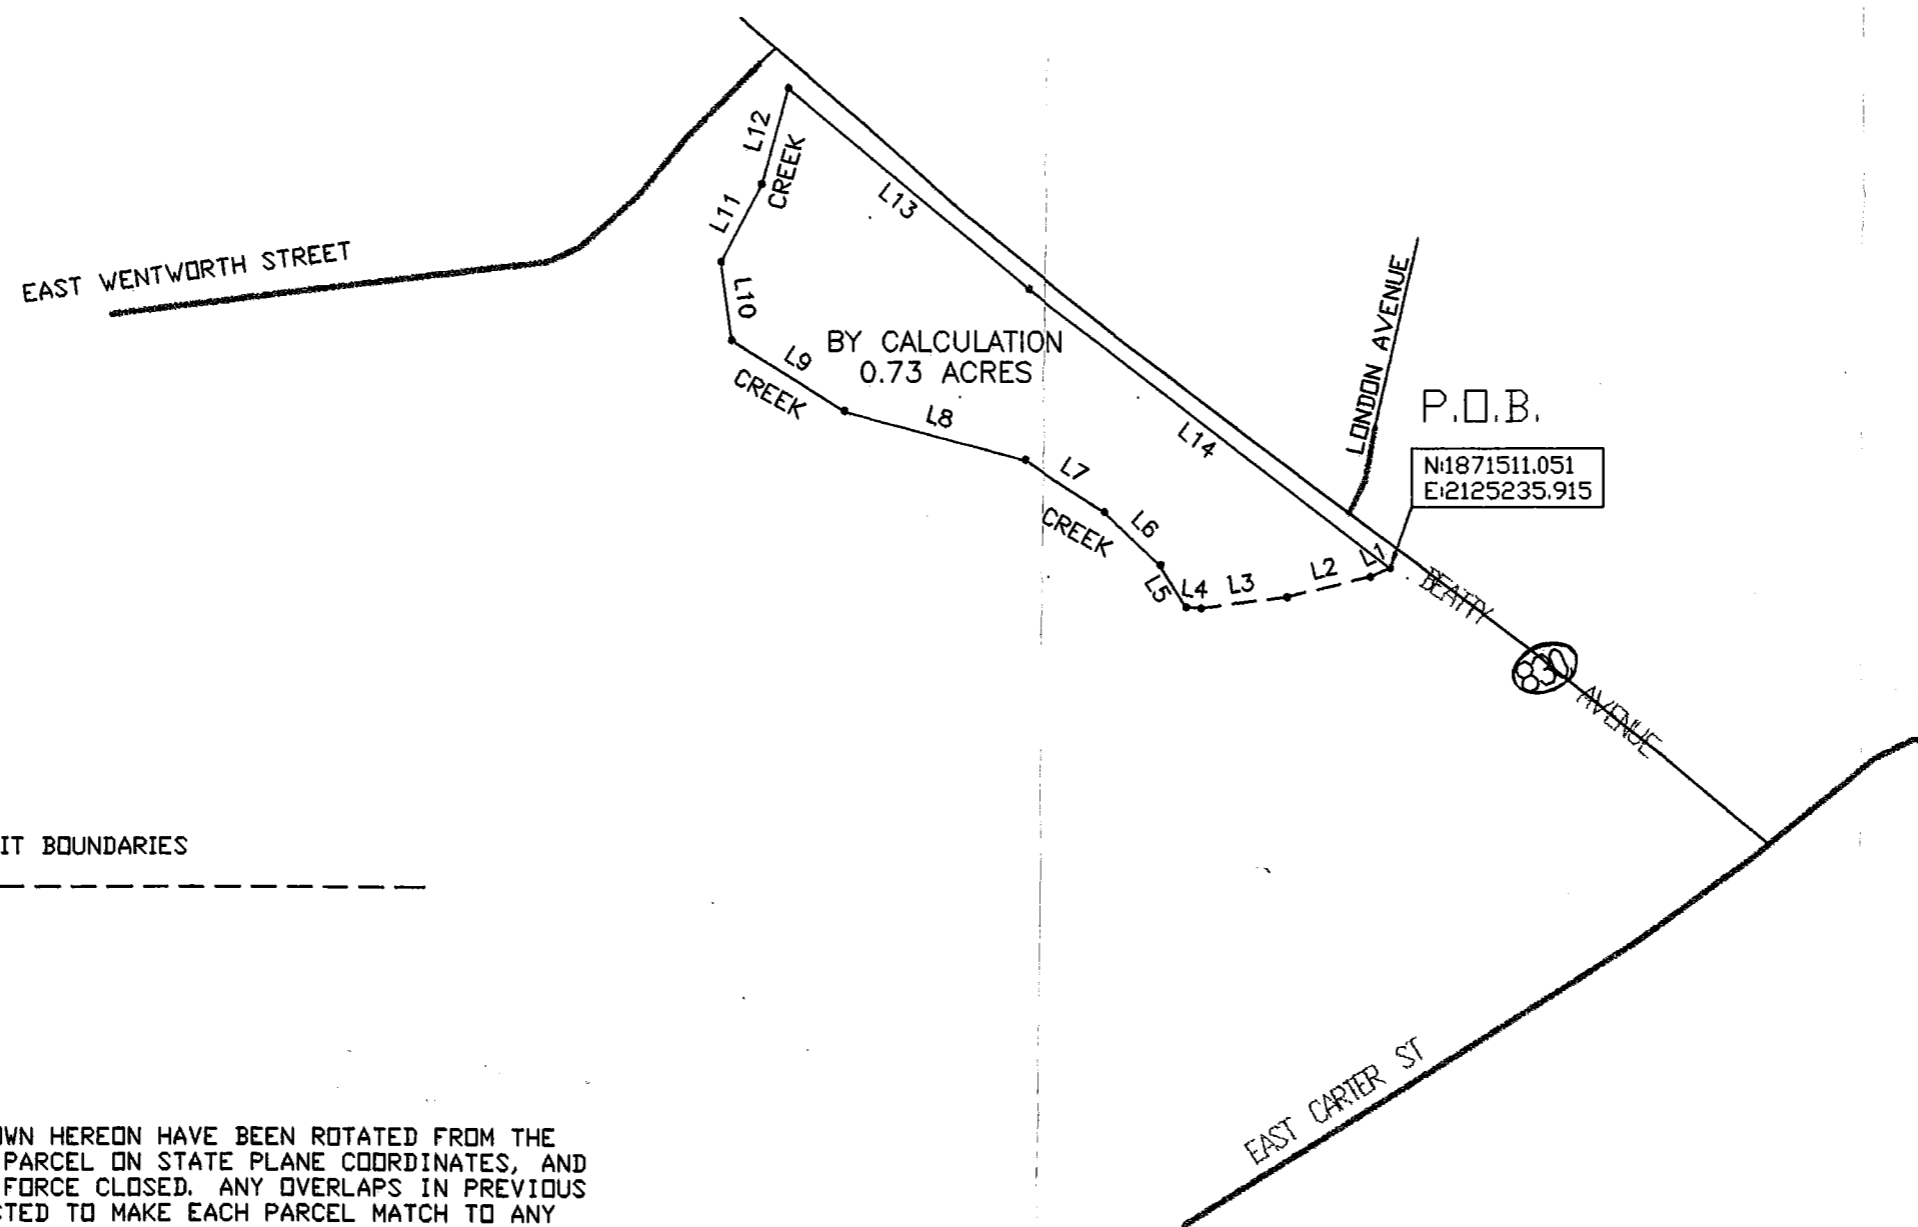 L12
CREEK
L13
L11
EAST WENTWORTH STREET
L10
LONDON AVENUE
BY CALCULATION
0.73 ACRES
L9
CREEK
L8
P.O.B.
L14
N:1871511.051
E:2125235.915
L7
L6
CREEK
L5
L4
L3
L2
L1
BEATTY
AVENUE
IT BOUNDARIES
EAST CARTER ST
OWN HEREON HAVE BEEN ROTATED FROM THE
PARCEL ON STATE PLANE COORDINATES, AND
FORCE CLOSED. ANY OVERLAPS IN PREVIOUS
CTED TO MAKE EACH PARCEL MATCH TO ANY